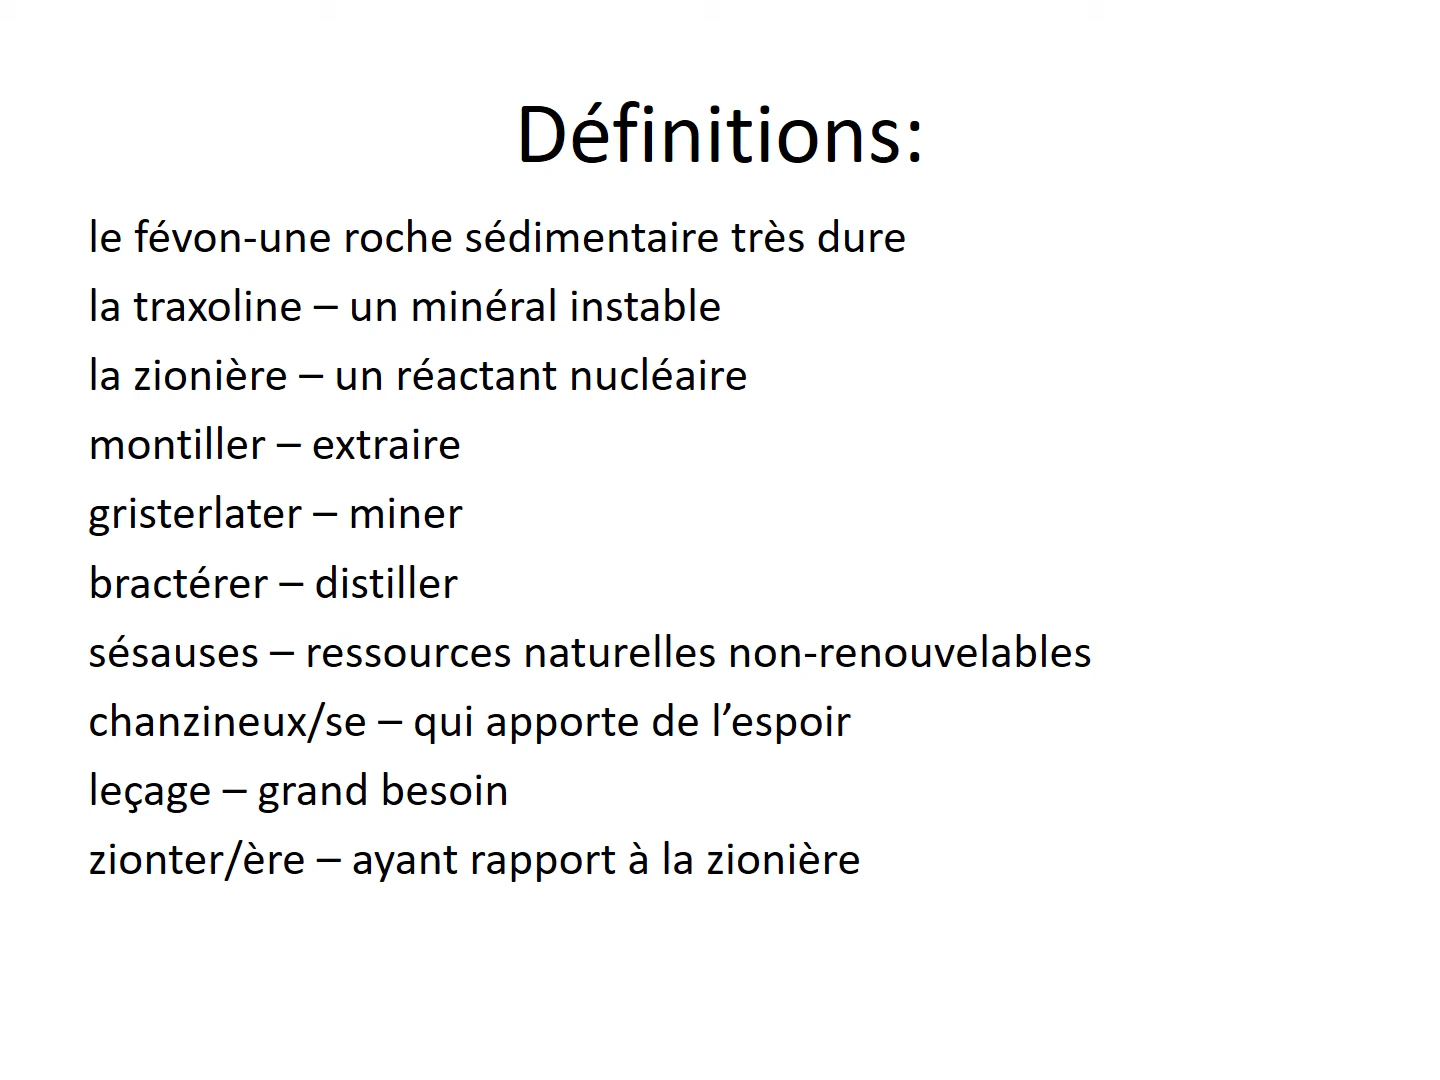 Définitions:
le févon-une roche sédimentaire très dure
la traxoline – un minéral instable
la zionière – un réactant nucléaire
montiller – extraire
gristerlater – miner
bractérer – distiller
sésauses – ressources naturelles non-renouvelables
chanzineux/se – qui apporte de l’espoir
leçage – grand besoin
zionter/ère – ayant rapport à la zionière